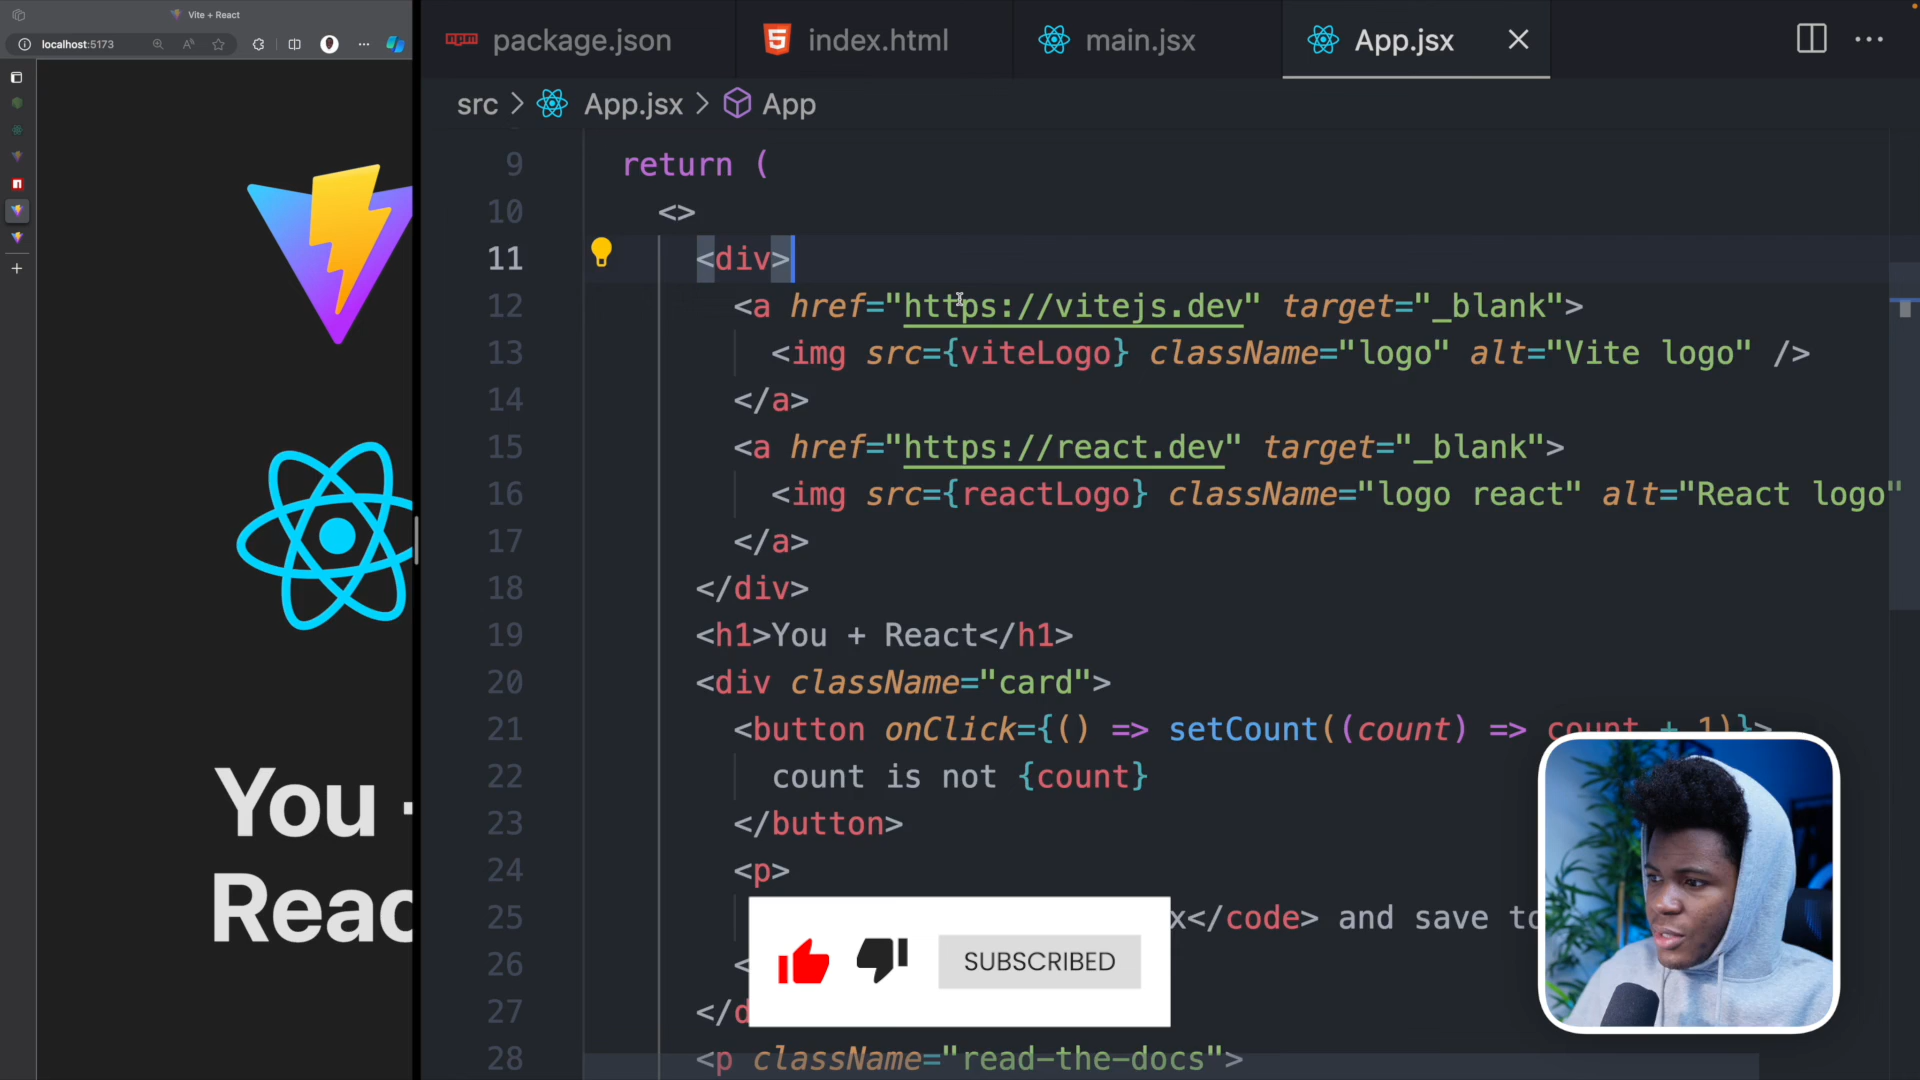 Vite + React
localhost:5173
You
Reac
package.json
index.html
main.jsx
App.jsx
src > App.jsx > App
9 return (
10 <>
11 <div>
12 <a href="https://vitejs.dev" target="_blank">
13 <img src={viteLogo} className="logo" alt="Vite logo" />
14 </a>
15 <a href="https://react.dev" target="_blank">
16 <img src={reactLogo} className="logo react" alt="React logo"
17 </a>
18 </div>
19 <h1>You + React</h1>
20 <div className="card">
21 <button onClick={() => setCount((count) => count + 1)}>
22 count is not {count}
23 </button>
24 <p>
25 x</code> and save to
26 <
27 </d
28 <p className="read-the-docs">
SUBSCRIBED